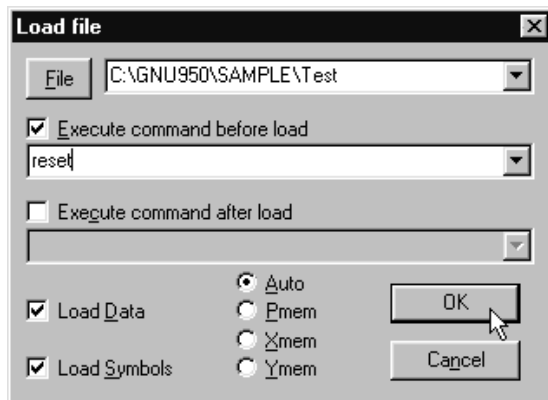 Load file
File
C:\GNU950\SAMPLE\Test
Execute command before load
reset
Execute command after load
Load Data
Load Symbols
Auto
Pmem
Xmem
Ymem
OK
Cancel